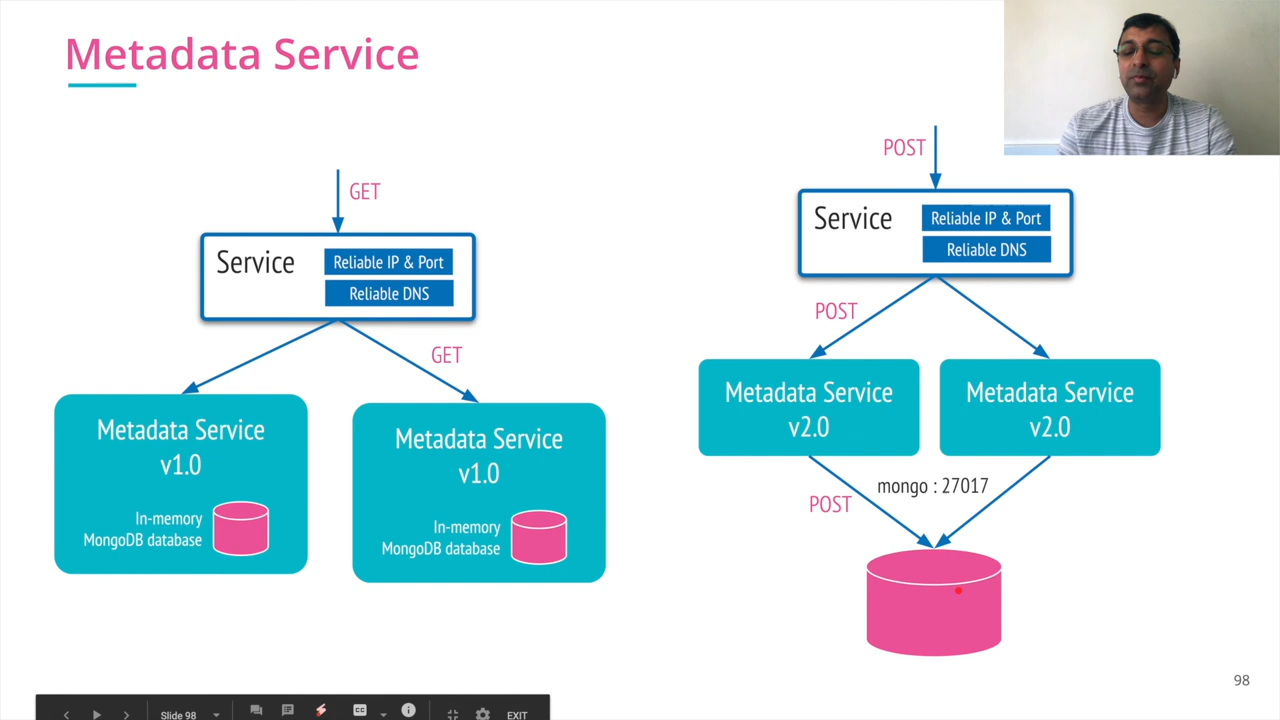 Metadata Service
GET
Service
Reliable IP & Port
Reliable DNS
GET
Metadata Service
v1.0
In-memory
MongoDB database
Metadata Service
v1.0
In-memory
MongoDB database
POST
Service
Reliable IP & Port
Reliable DNS
POST
Metadata Service
v2.0
Metadata Service
v2.0
mongo : 27017
POST
98
Slide 98
CC
EXIT